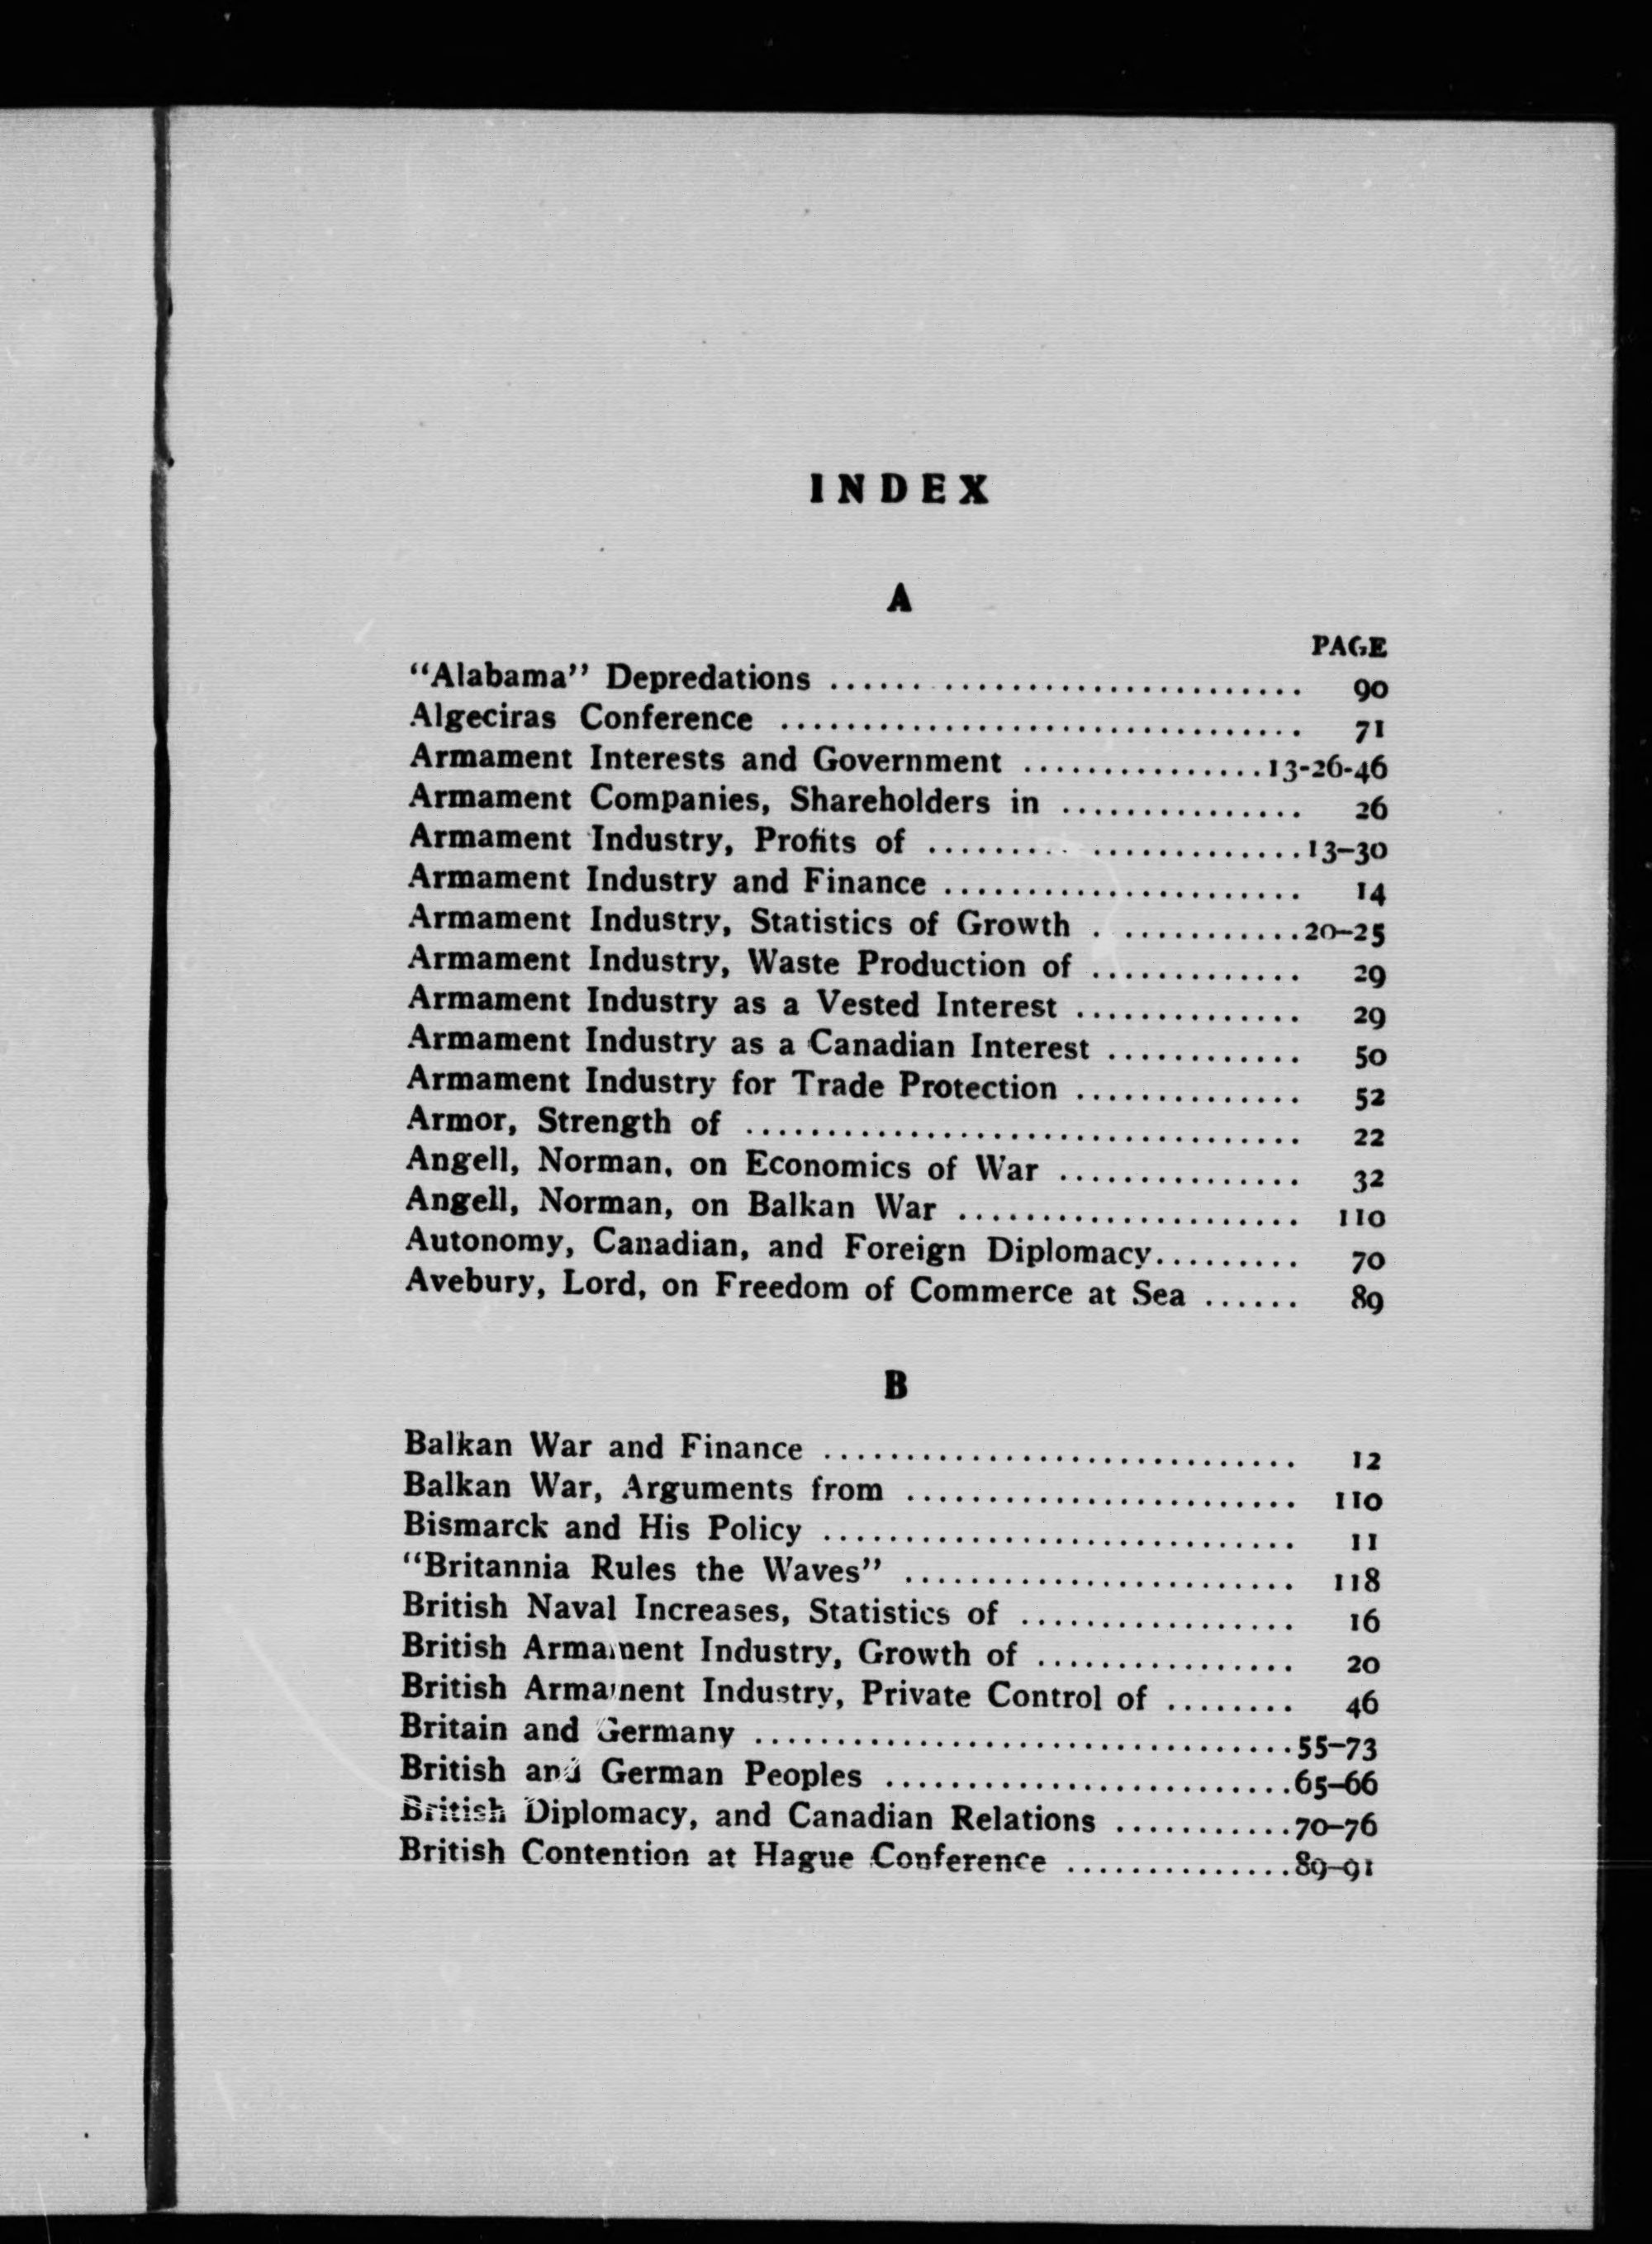 INDEX
A
PAGE
"Alabama" Depredations .............................. 90
Algeciras Conference ................................. 71
Armament Interests and Government ...............13-26-46
Armament Companies, Shareholders in ............... 26
Armament Industry, Profits of ........................13-30
Armament Industry and Finance ...................... 14
Armament Industry, Statistics of Growth .............20-25
Armament Industry, Waste Production of ............. 29
Armament Industry as a Vested Interest .............. 29
Armament Industry as a Canadian Interest ............ 50
Armament Industry for Trade Protection .............. 52
Armor, Strength of .................................. 22
Angell, Norman, on Economics of War ............... 32
Angell, Norman, on Balkan War ..................... 110
Autonomy, Canadian, and Foreign Diplomacy......... 70
Avebury, Lord, on Freedom of Commerce at Sea ...... 89
B
Balkan War and Finance ............................. 12
Balkan War, Arguments from ........................ 110
Bismarck and His Policy ............................. 11
"Britannia Rules the Waves" ........................ 118
British Naval Increases, Statistics of ................. 16
British Armament Industry, Growth of ................ 20
British Armament Industry, Private Control of ........ 46
Britain and Germany .................................55-73
British and German Peoples .........................65-66
British Diplomacy, and Canadian Relations ...........70-76
British Contention at Hague Conference ..............89-91